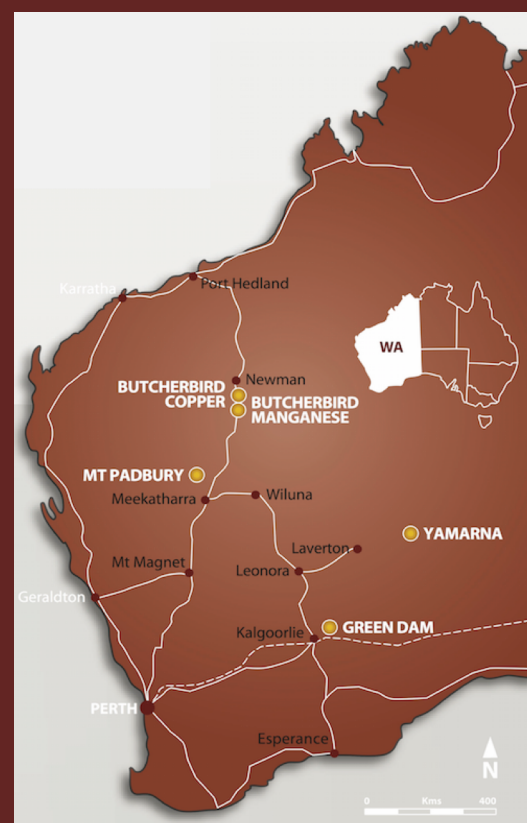 Karratha
Port Hedland
WA
Newman
BUTCHERBIRD
COPPER
BUTCHERBIRD
MANGANESE
MT PADBURY
Meekatharra
Wiluna
YAMARNA
Laverton
Mt Magnet
Leonora
Geraldton
GREEN DAM
Kalgoorlie
PERTH
Esperance
N
0 Kms 400